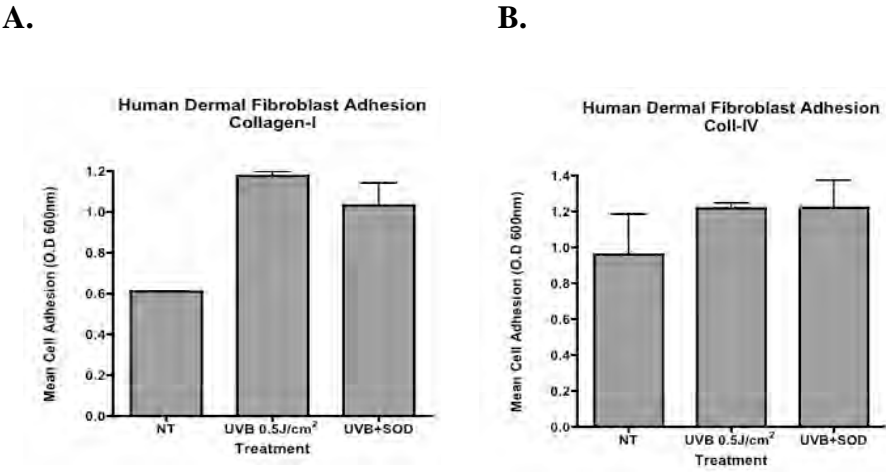 A.
B.
Human Dermal Fibroblast Adhesion
Collagen-I
Mean Cell Adhesion (O.D 600nm)
1.2
1.0
0.8
0.6
0.4
0.2
0.0
NT
UVB 0.5J/cm²
UVB+SOD
Treatment
Human Dermal Fibroblast Adhesion
Coll-IV
Mean Cell Adhesion (O.D 600nm)
1.4
1.2
1.0
0.8
0.6
0.4
0.2
0.0
NT
UVB 0.5J/cm²
UVB+SOD
Treatment